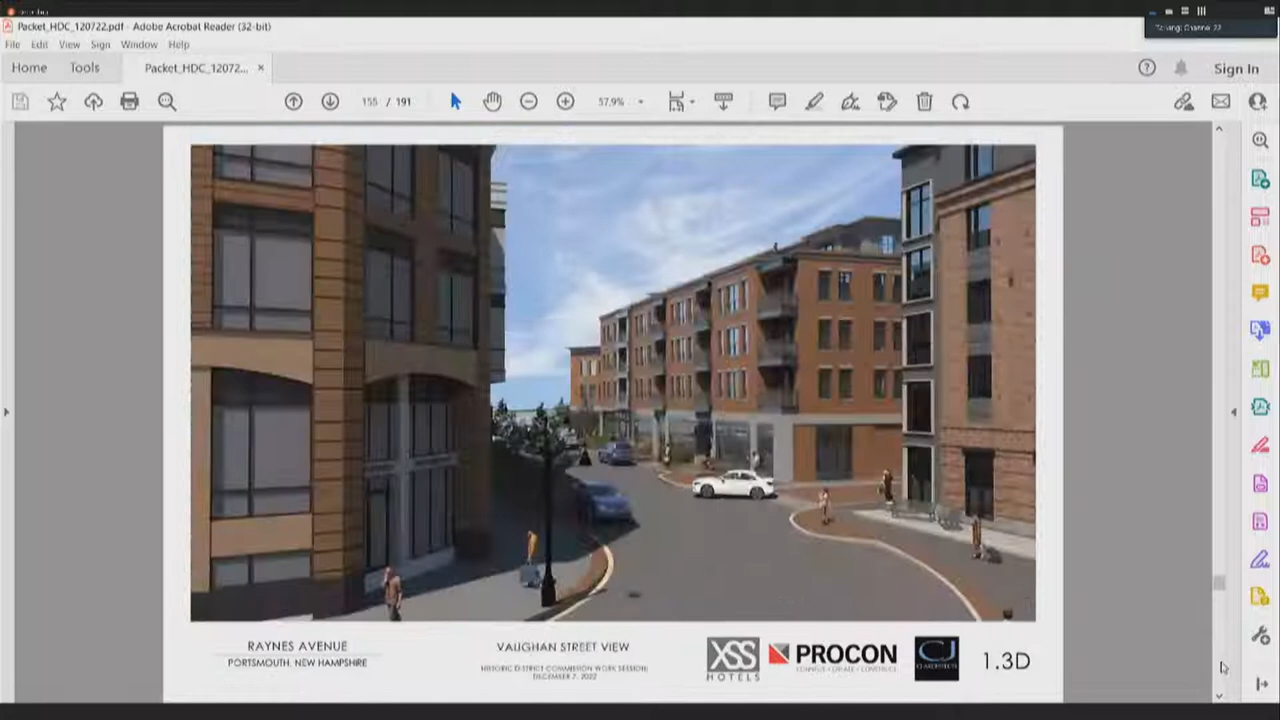 Packet_HDC_120722.pdf - Adobe Acrobat Reader (32-bit)
File Edit View Sign Window Help
Home Tools Packet_HDC_12072... × Sign In
155 / 191 57.9%
RAYNES AVENUE
PORTSMOUTH, NEW HAMPSHIRE
VAUGHAN STREET VIEW
HISTORIC DISTRICT COMMISSION WORK SESSION:
DECEMBER 7, 2022
XSS
HOTELS
PROCON
CJ
1.3D